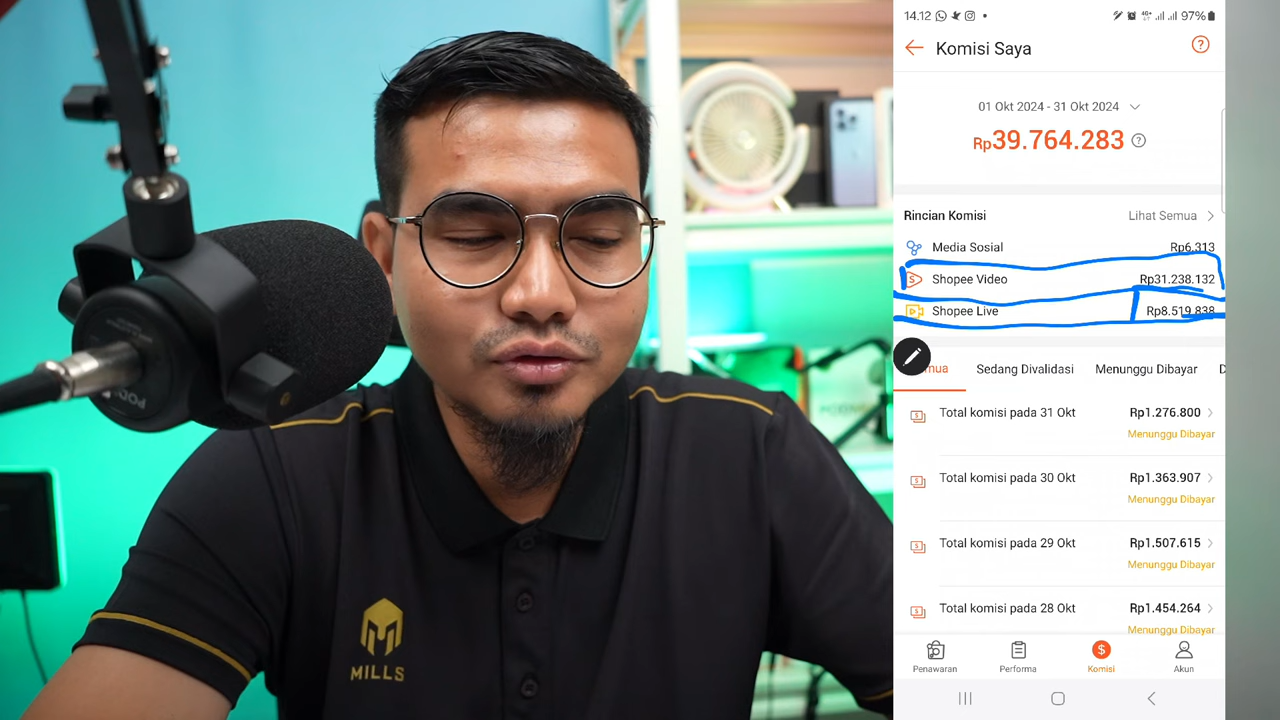 14.12
4G+
97%
Komisi Saya
01 Okt 2024 - 31 Okt 2024
Rp39.764.283
Rincian Komisi
Lihat Semua
Media Sosial
Rp6.313
Shopee Video
Rp31.238.132
Shopee Live
Rp8.519.838
Sedang Divalidasi
Menunggu Dibayar
Total komisi pada 31 Okt
Rp1.276.800
Menunggu Dibayar
Total komisi pada 30 Okt
Rp1.363.907
Menunggu Dibayar
Total komisi pada 29 Okt
Rp1.507.615
Menunggu Dibayar
Total komisi pada 28 Okt
Rp1.454.264
Menunggu Dibayar
Penawaran
Performa
Komisi
Akun
MILLS